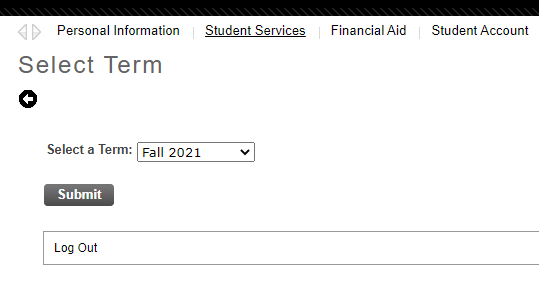 Personal Information Student Services Financial Aid Student Account
Select Term
Select a Term: Fall 2021
Submit
Log Out